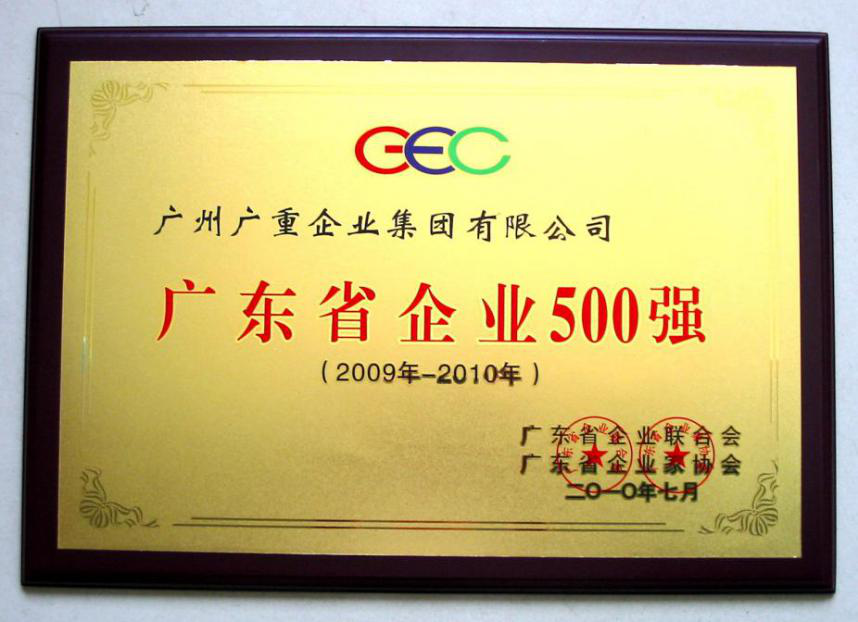 GEC
广州广重企业集团有限公司
广东省企业500强
(2009年-2010年)
广东省企业联合会
广东省企业家协会
二〇一〇年七月